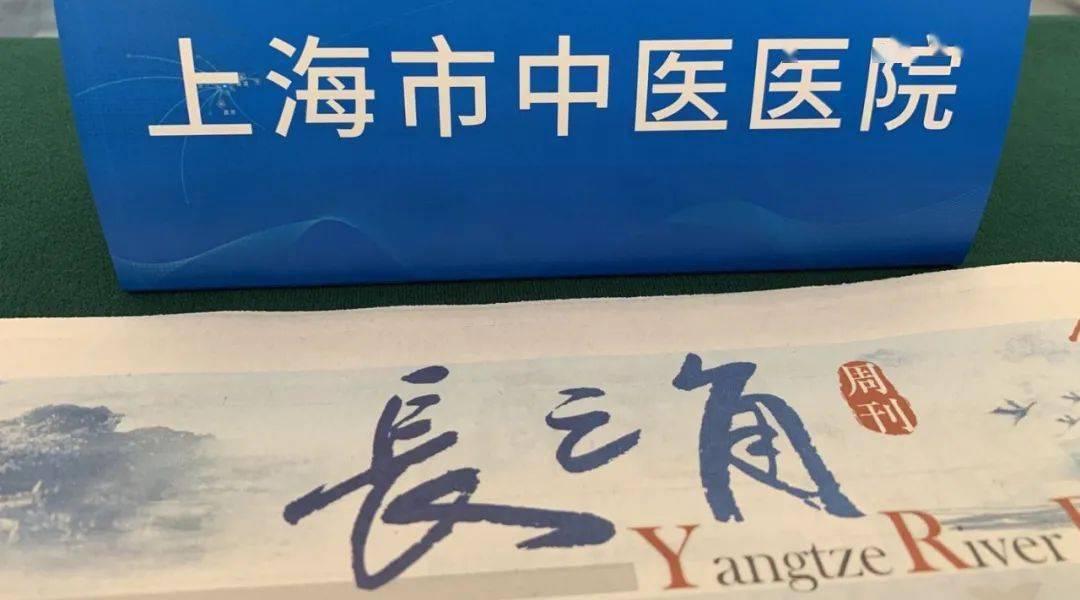 上海市中医医院
長三角
周刊
Yangtze River